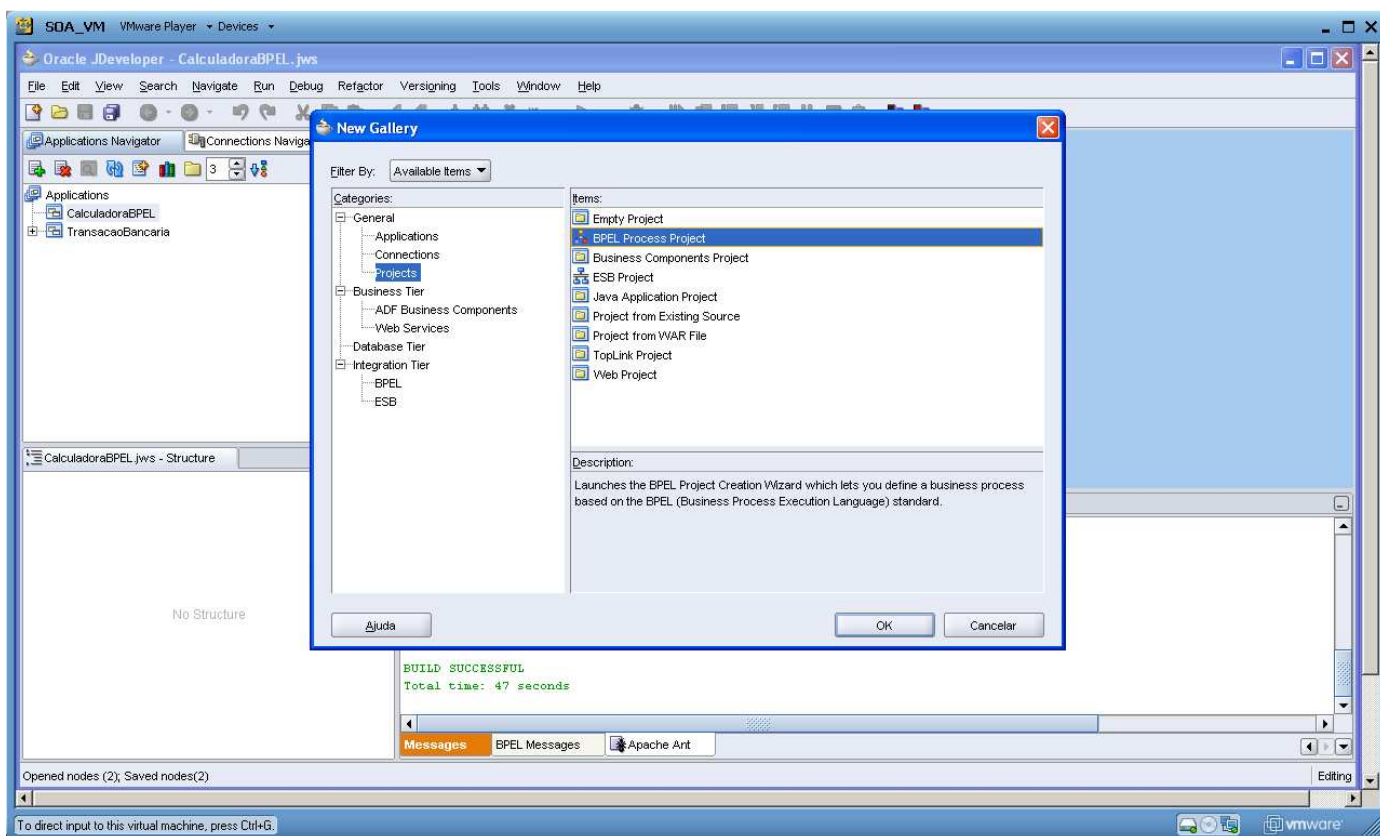 SOA_VM VMware Player Devices
Oracle JDeveloper - CalculadoraBPEL.jws
File Edit View Search Navigate Run Debug Refactor Versioning Tools Window Help
New Gallery
Applications Navigator Connections Naviga
Filter By: Available Items
3
Categories: Items:
Applications
CalculadoraBPEL
TransacaoBancaria
General
Applications
Connections
Projects
Business Tier
ADF Business Components
Web Services
Database Tier
Integration Tier
BPEL
ESB
Empty Project
BPEL Process Project
Business Components Project
ESB Project
Java Application Project
Project from Existing Source
Project from WAR File
TopLink Project
Web Project
CalculadoraBPEL.jws - Structure
Description:
Launches the BPEL Project Creation Wizard which lets you define a business process
based on the BPEL (Business Process Execution Language) standard.
No Structure
Ajuda OK Cancelar
BUILD SUCCESSFUL
Total time: 47 seconds
Messages BPEL Messages Apache Ant
Opened nodes (2); Saved nodes(2) Editing
To direct input to this virtual machine, press Ctrl+G. vmware